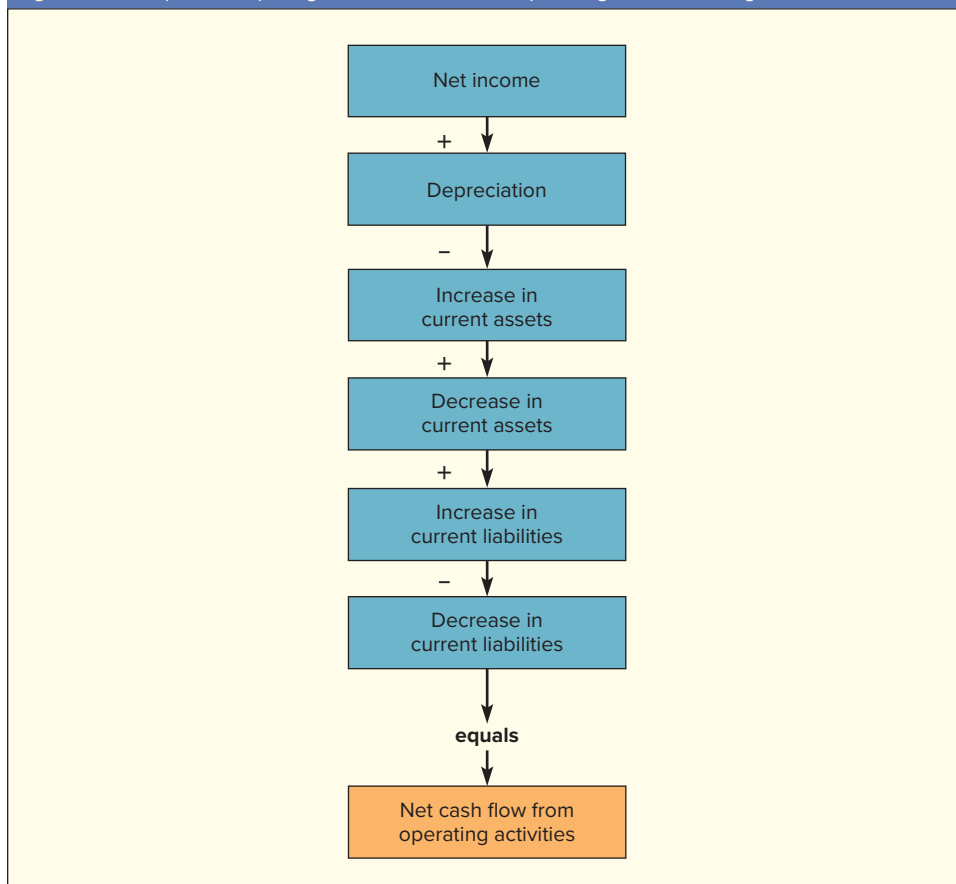 Net income
+
Depreciation
–
Increase in
current assets
+
Decrease in
current assets
+
Increase in
current liabilities
–
Decrease in
current liabilities
equals
Net cash flow from
operating activities